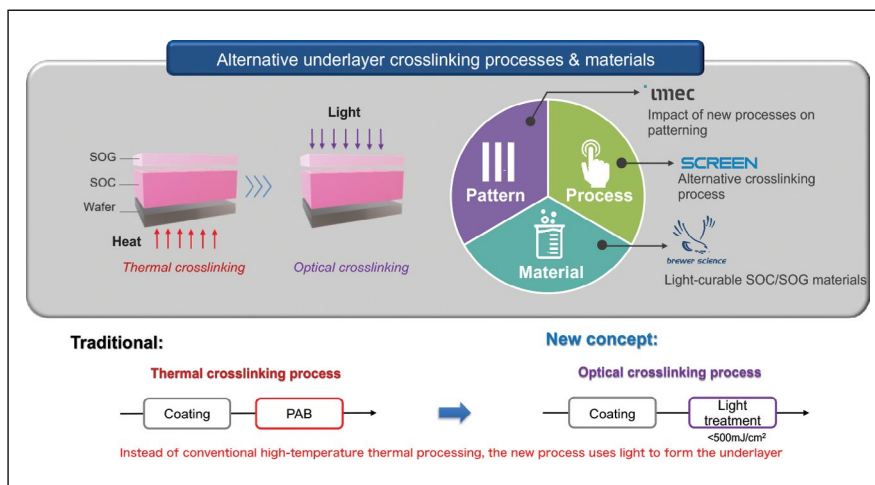 Alternative underlayer crosslinking processes & materials
Light
SOG
SOC
Wafer
Heat
Thermal crosslinking
Optical crosslinking
Pattern
Process
Material
imec
Impact of new processes on
patterning
SCREEN
Alternative crosslinking
process
brewer science
Light-curable SOC/SOG materials
Traditional:
Thermal crosslinking process
Coating
PAB
New concept:
Optical crosslinking process
Coating
Light
treatment
<500mJ/cm²
Instead of conventional high-temperature thermal processing, the new process uses light to form the underlayer